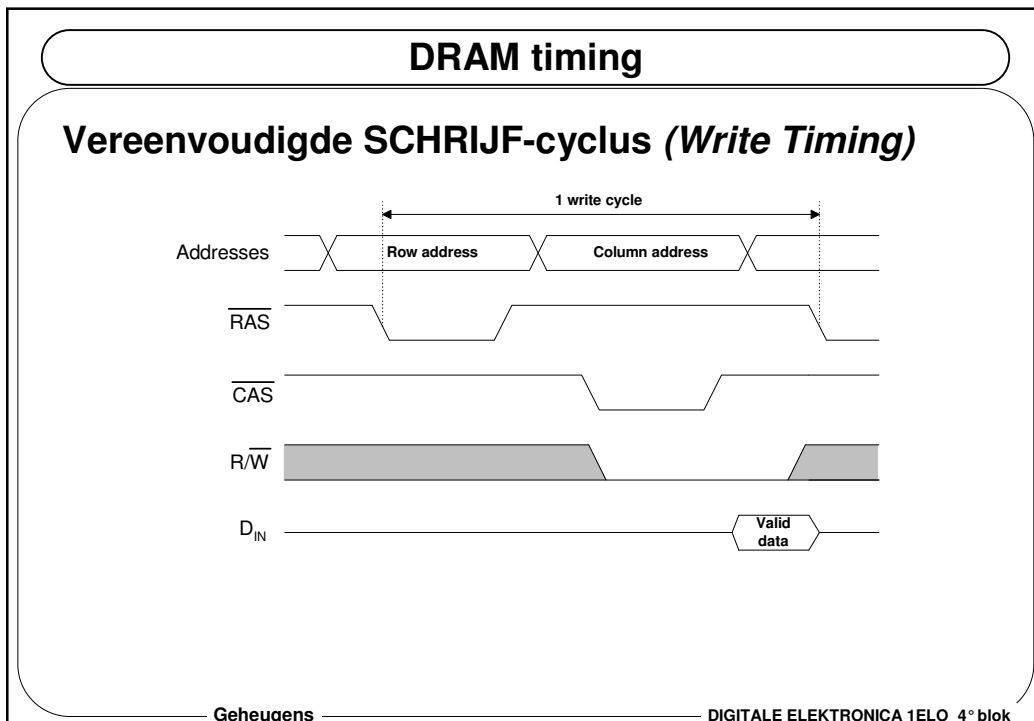 DRAM timing
Vereenvoudigde SCHRIJF-cyclus (Write Timing)
1 write cycle
Addresses
Row address
Column address
RAS
CAS
R/W
DIN
Valid
data
Geheugens
DIGITALE ELEKTRONICA 1ELO 4° blok